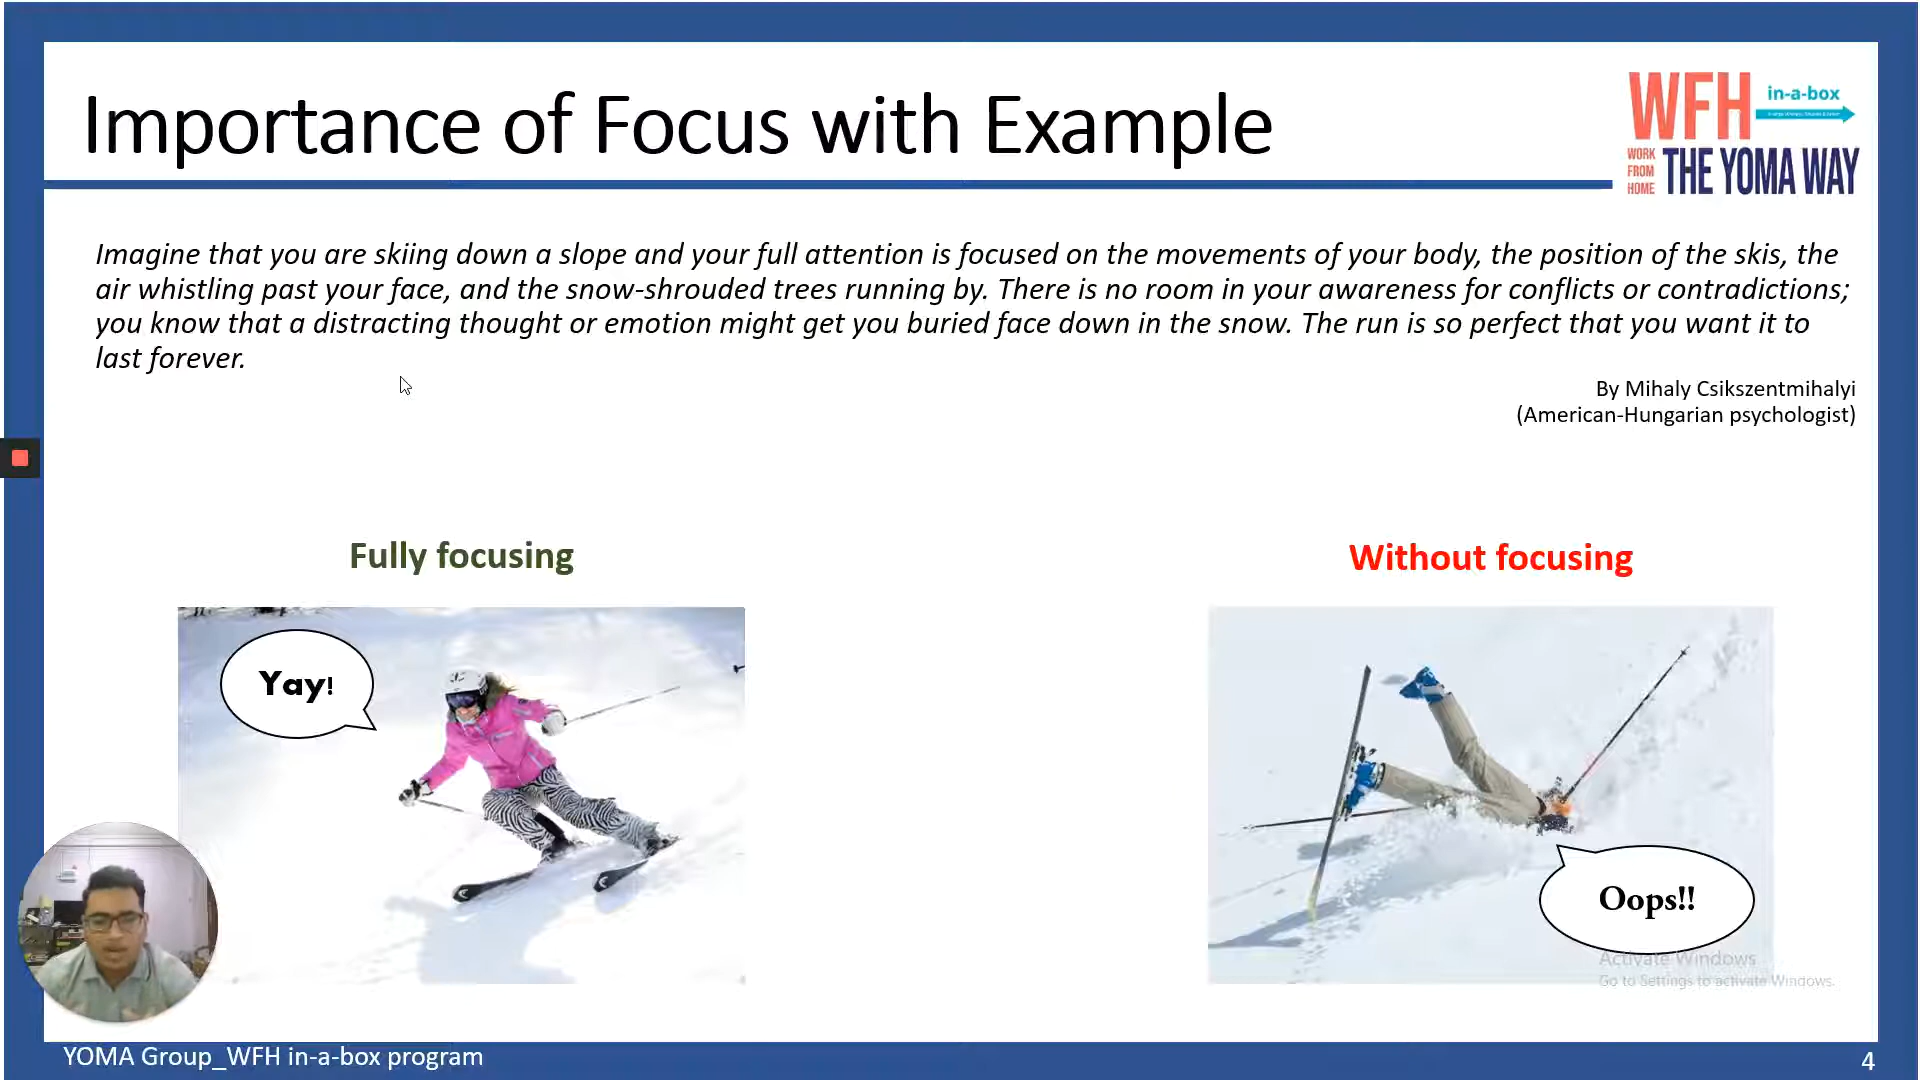 Importance of Focus with Example
WFH
in-a-box
WORK
FROM
HOME
THE YOMA WAY
Imagine that you are skiing down a slope and your full attention is focused on the movements of your body, the position of the skis, the
air whistling past your face, and the snow-shrouded trees running by. There is no room in your awareness for conflicts or contradictions;
you know that a distracting thought or emotion might get you buried face down in the snow. The run is so perfect that you want it to
last forever.
By Mihaly Csikszentmihalyi
(American-Hungarian psychologist)
Fully focusing
Without focusing
Yay!
Oops!!
Activate Windows
Go to Settings to activate Windows.
YOMA Group_WFH in-a-box program
4